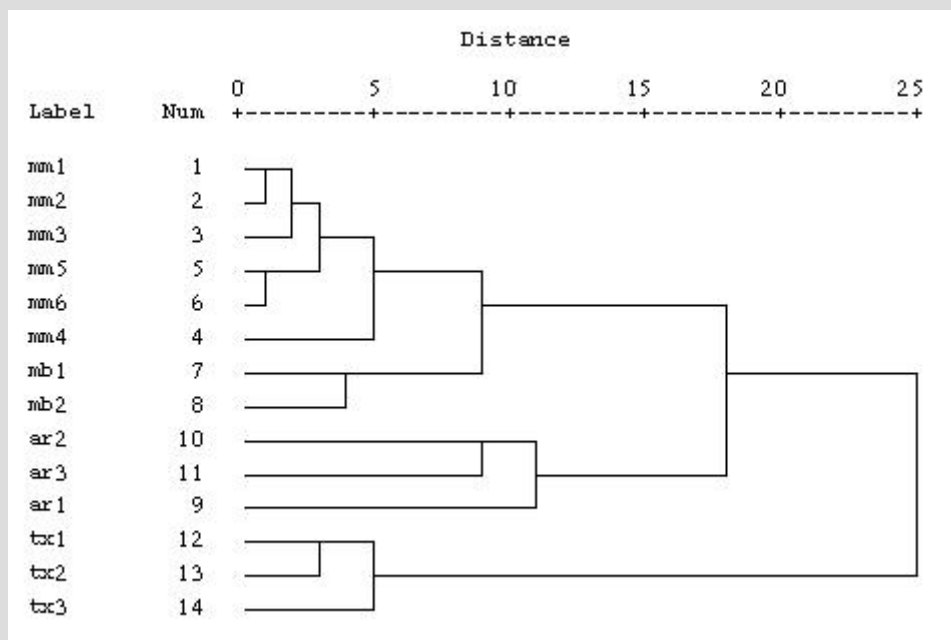 Distance
0 5 10 15 20 25
Label Num +---------+---------+---------+---------+---------+
mm1 1
mm2 2
mm3 3
mm5 5
mm6 6
mm4 4
mb1 7
mb2 8
ar2 10
ar3 11
ar1 9
tx1 12
tx2 13
tx3 14